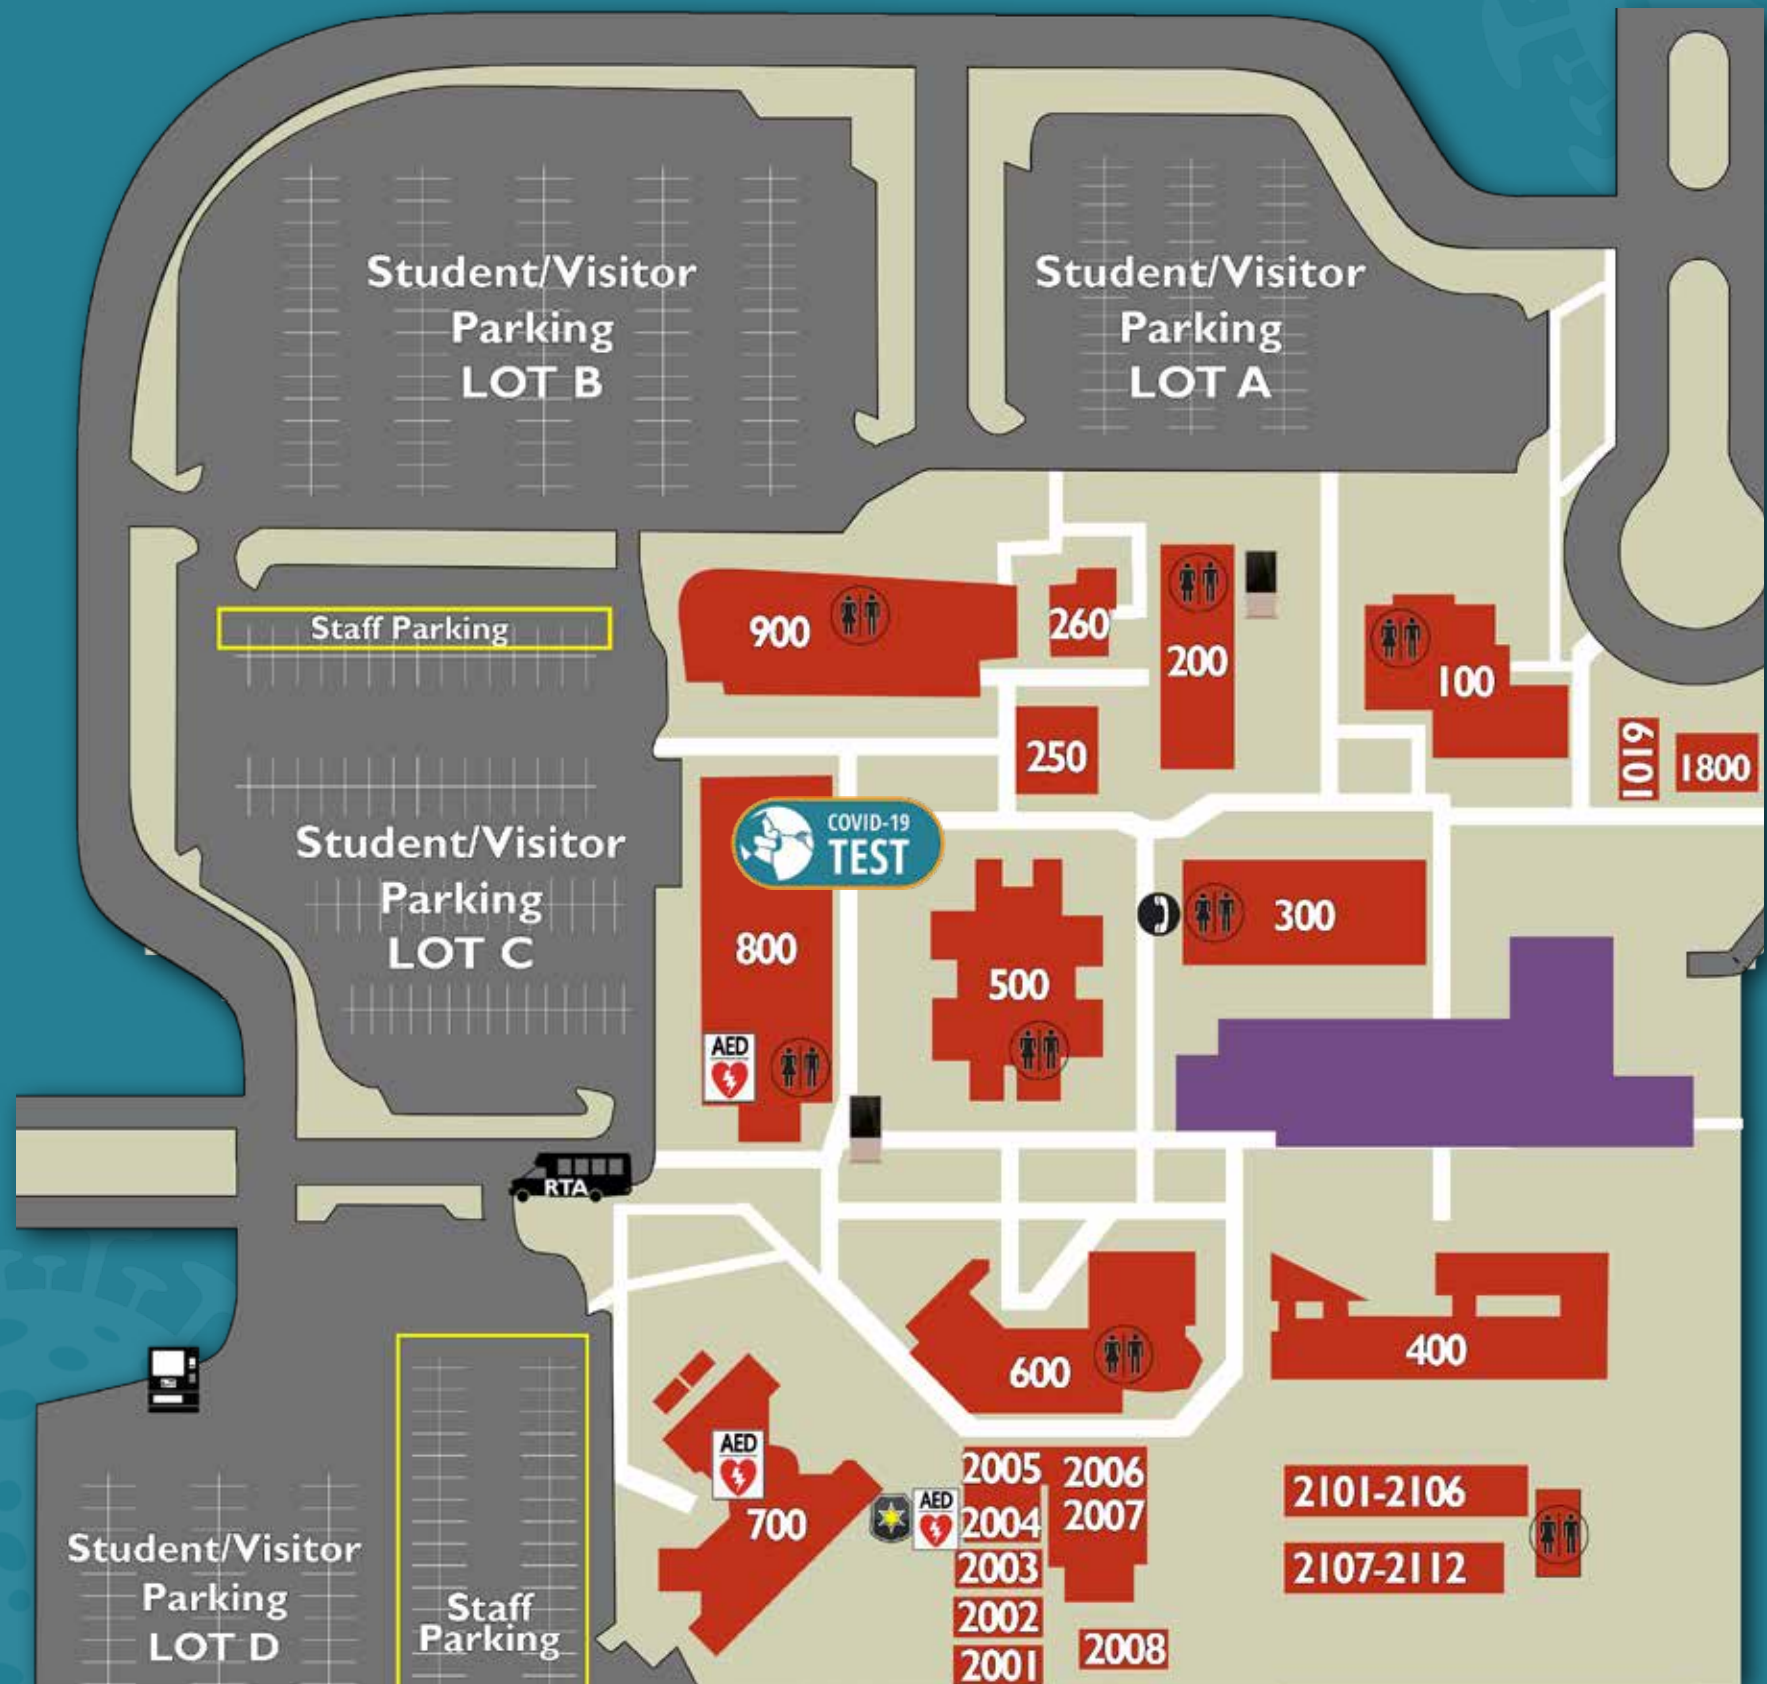 Student/Visitor
Parking
LOT B
Student/Visitor
Parking
LOT A
Staff Parking
900
260
200
100
250
1019
1800
COVID-19
TEST
Student/Visitor
Parking
LOT C
800
300
500
AED
RTA
600
400
AED
700
AED
2005
2006
2004
2007
2003
2002
2001
2008
2101-2106
2107-2112
Student/Visitor
Parking
LOT D
Staff
Parking